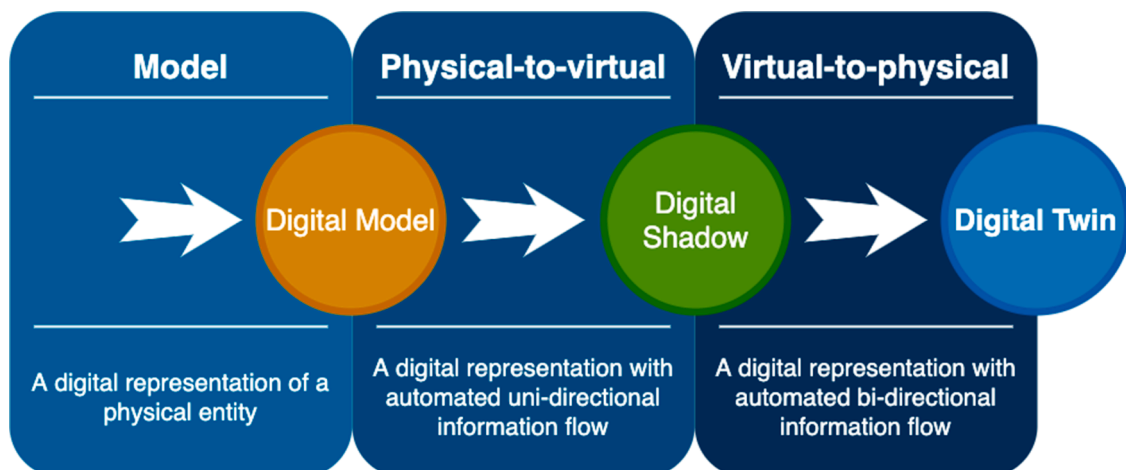 Model
Physical-to-virtual
Virtual-to-physical
Digital Model
Digital
Shadow
Digital Twin
A digital representation of a
physical entity
A digital representation with
automated uni-directional
information flow
A digital representation with
automated bi-directional
information flow